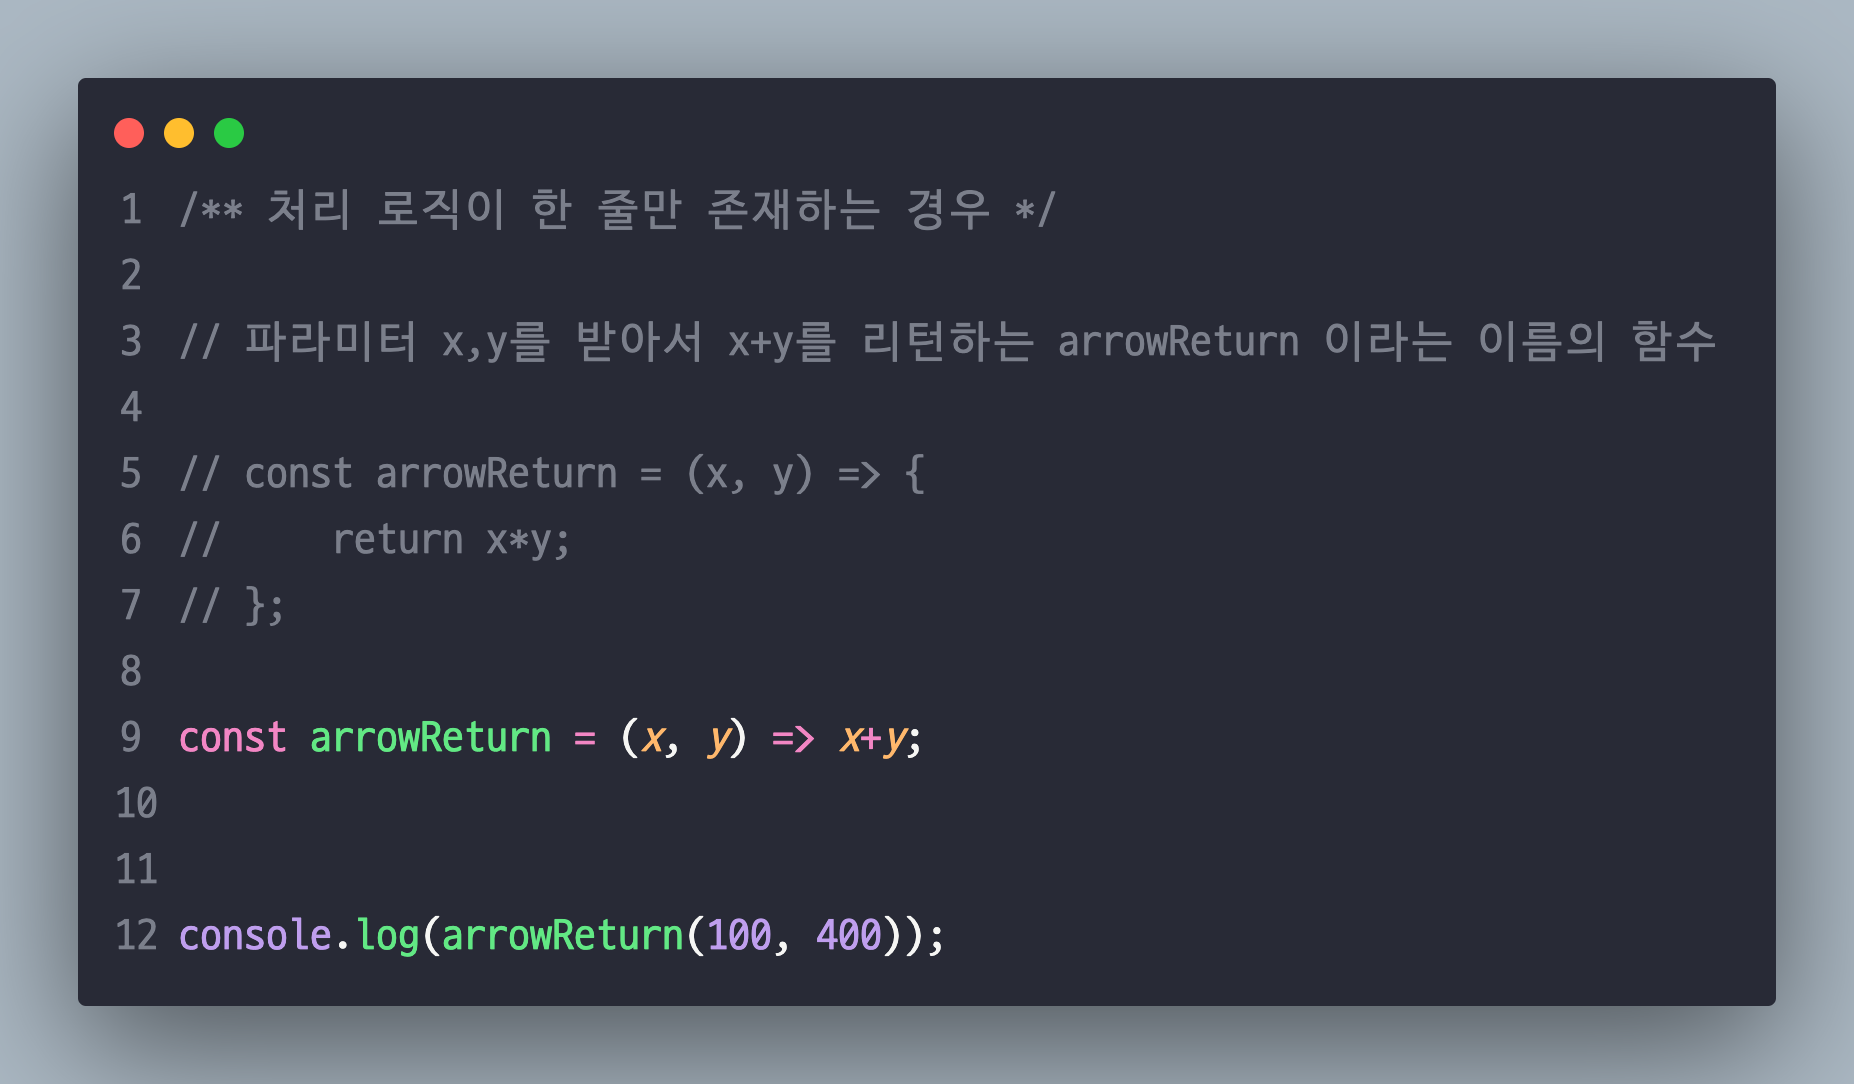 1 /** 처리 로직이 한 줄만 존재하는 경우 */
2
3 // 파라미터 x,y를 받아서 x+y를 리턴하는 arrowReturn 이라는 이름의 함수
4
5 // const arrowReturn = (x, y) => {
6 //     return x*y;
7 // };
8
9 const arrowReturn = (x, y) => x+y;
10
11
12 console.log(arrowReturn(100, 400));